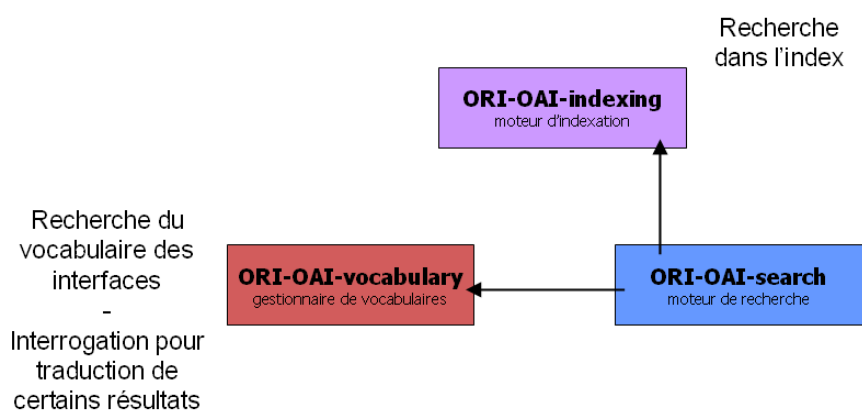 Recherche
dans l'index
ORI-OAI-indexing
moteur d'indexation
Recherche du
vocabulaire des
interfaces
-
Interrogation pour
traduction de
certains résultats
ORI-OAI-vocabulary
gestionnaire de vocabulaires
ORI-OAI-search
moteur de recherche